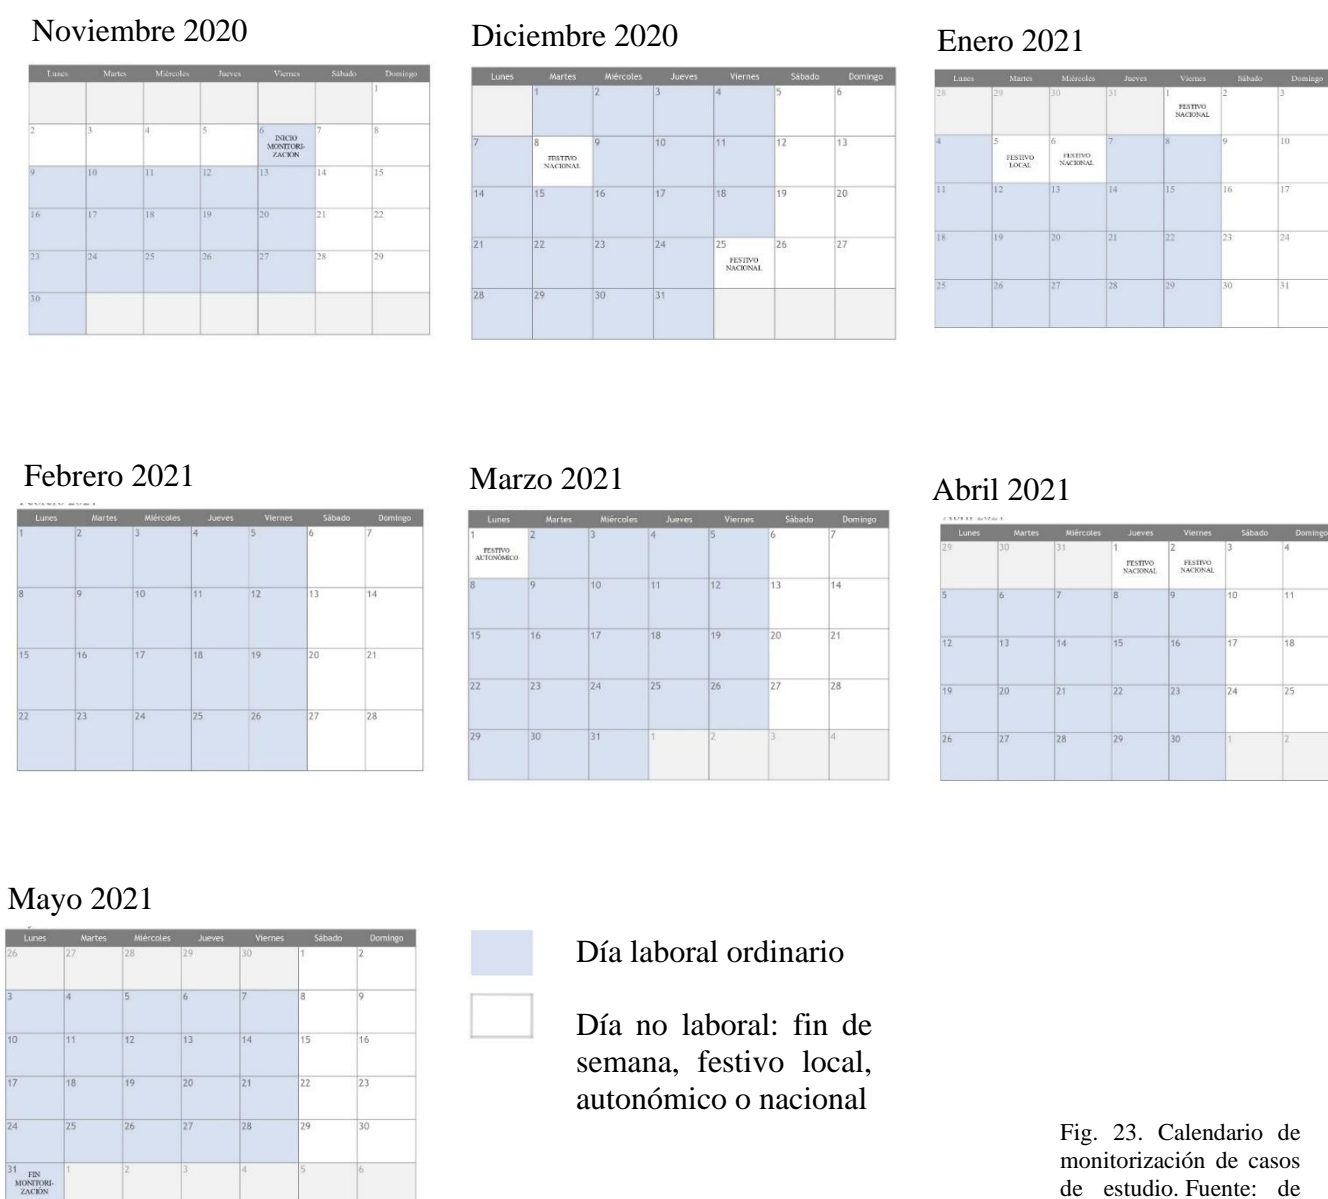 Noviembre 2020
Lunes Martes Miércoles Jueves Viernes Sábado Domingo
1
2 3 4 5 6 INICIO MONITORI-ZACIÓN 7 8
9 10 11 12 13 14 15
16 17 18 19 20 21 22
23 24 25 26 27 28 29
30
Diciembre 2020
Lunes Martes Miércoles Jueves Viernes Sábado Domingo
1 2 3 4 5 6
7 8 FESTIVO NACIONAL 9 10 11 12 13
14 15 16 17 18 19 20
21 22 23 24 25 FESTIVO NACIONAL 26 27
28 29 30 31
Enero 2021
Lunes Martes Miércoles Jueves Viernes Sábado Domingo
28 29 30 31 1 FESTIVO NACIONAL 2 3
4 5 FESTIVO LOCAL 6 FESTIVO NACIONAL 7 8 9 10
11 12 13 14 15 16 17
18 19 20 21 22 23 24
25 26 27 28 29 30 31
Febrero 2021
Lunes Martes Miércoles Jueves Viernes Sábado Domingo
1 2 3 4 5 6 7
8 9 10 11 12 13 14
15 16 17 18 19 20 21
22 23 24 25 26 27 28
Marzo 2021
Lunes Martes Miércoles Jueves Viernes Sábado Domingo
1 FESTIVO AUTONÓMICO 2 3 4 5 6 7
8 9 10 11 12 13 14
15 16 17 18 19 20 21
22 23 24 25 26 27 28
29 30 31 1 2 3 4
Abril 2021
Lunes Martes Miércoles Jueves Viernes Sábado Domingo
29 30 31 1 FESTIVO NACIONAL 2 FESTIVO NACIONAL 3 4
5 6 7 8 9 10 11
12 13 14 15 16 17 18
19 20 21 22 23 24 25
26 27 28 29 30 1 2
Mayo 2021
Lunes Martes Miércoles Jueves Viernes Sábado Domingo
26 27 28 29 30 1 2
3 4 5 6 7 8 9
10 11 12 13 14 15 16
17 18 19 20 21 22 23
24 25 26 27 28 29 30
31 FIN MONITORI-ZACIÓN 1 2 3 4 5 6
Día laboral ordinario
Día no laboral: fin de
semana, festivo local,
autonómico o nacional
Fig. 23. Calendario de
monitorización de casos
de estudio. Fuente: de